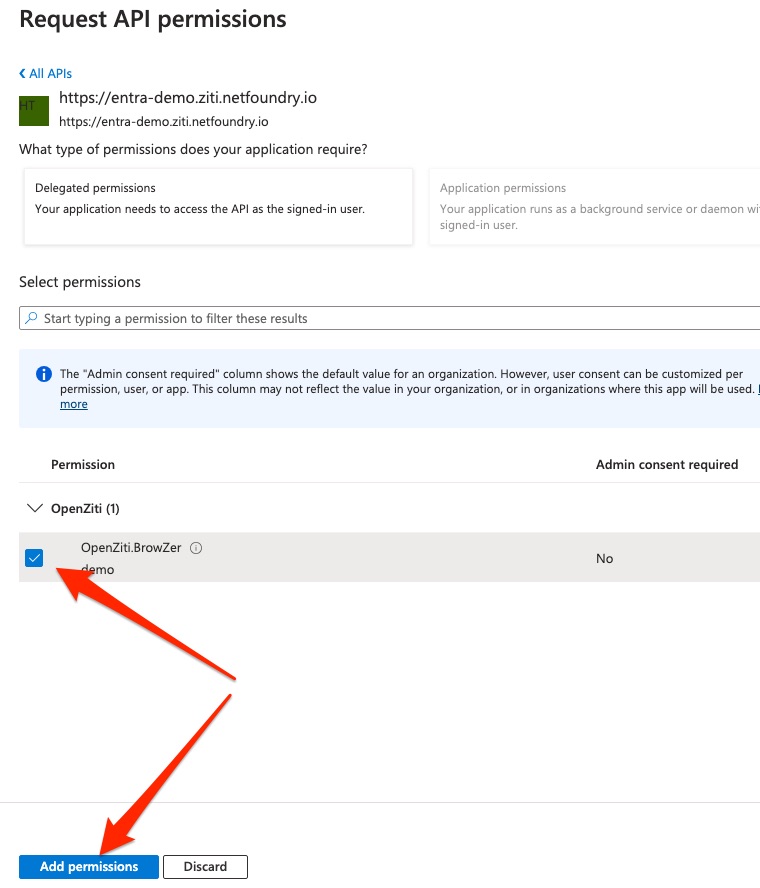 Request API permissions
All APIs
HT
https://entra-demo.ziti.netfoundry.io
https://entra-demo.ziti.netfoundry.io
What type of permissions does your application require?
Delegated permissions
Your application needs to access the API as the signed-in user.
Application permissions
Your application runs as a background service or daemon
signed-in user.
Select permissions
Start typing a permission to filter these results
The "Admin consent required" column shows the default value for an organization. However, user consent can be customized per
permission, user, or app. This column may not reflect the value in your organization, or in organizations where this app will be used.
more
Permission
Admin consent required
OpenZiti (1)
OpenZiti.BrowZer
demo
No
Add permissions
Discard